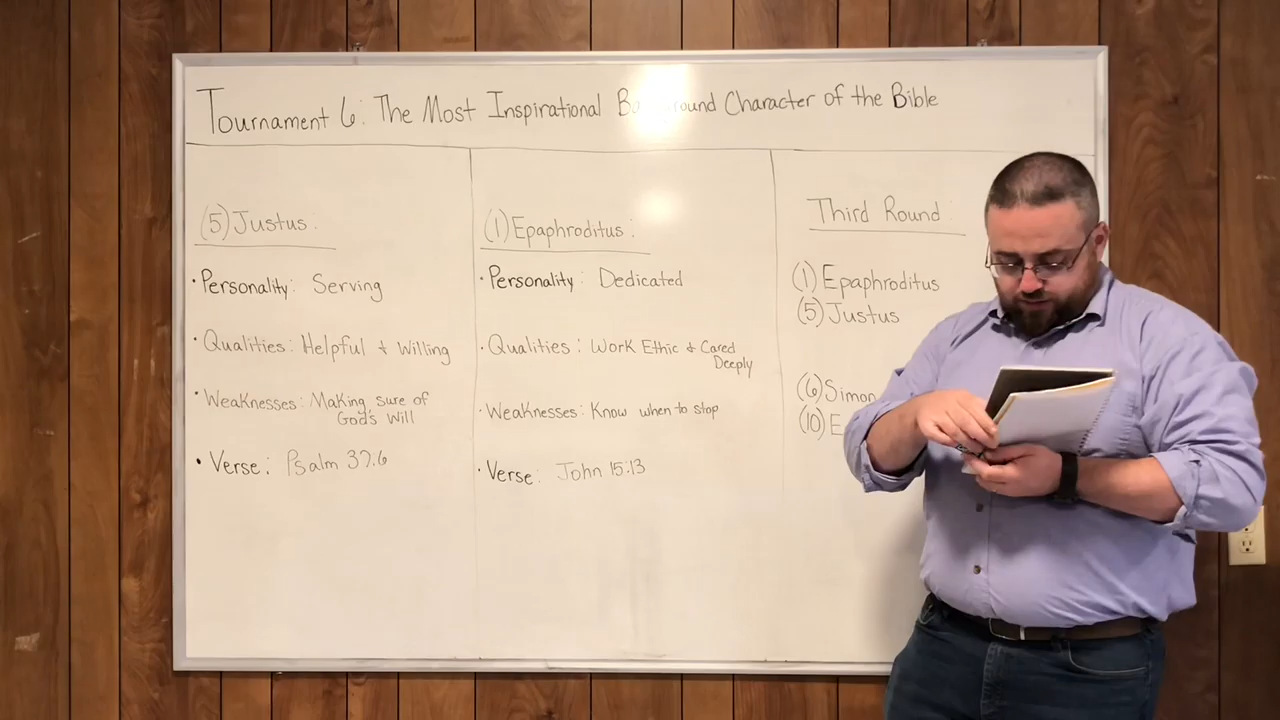 Tournament 6: The Most Inspirational Background Character of the Bible
(5) Justus:
• Personality: Serving
• Qualities: Helpful + Willing
• Weaknesses: Making sure of
God's Will
• Verse: Psalm 37:6
(1) Epaphroditus:
• Personality: Dedicated
• Qualities: Work Ethic + Cared
Deeply
• Weaknesses: Know when to stop
• Verse: John 15:13
Third Round:
(1) Epaphroditus
(5) Justus
(6) Simon
(10) E